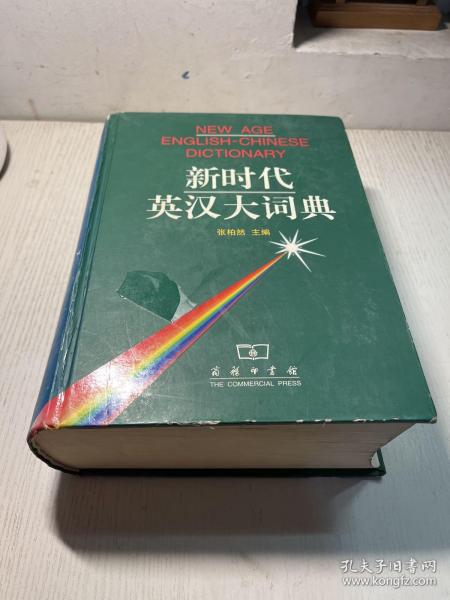 NEW AGE
ENGLISH-CHINESE
DICTIONARY
新时代
英汉大词典
张柏然 主编
商务印书馆
THE COMMERCIAL PRESS
孔夫子旧书网
www.kongfz.com